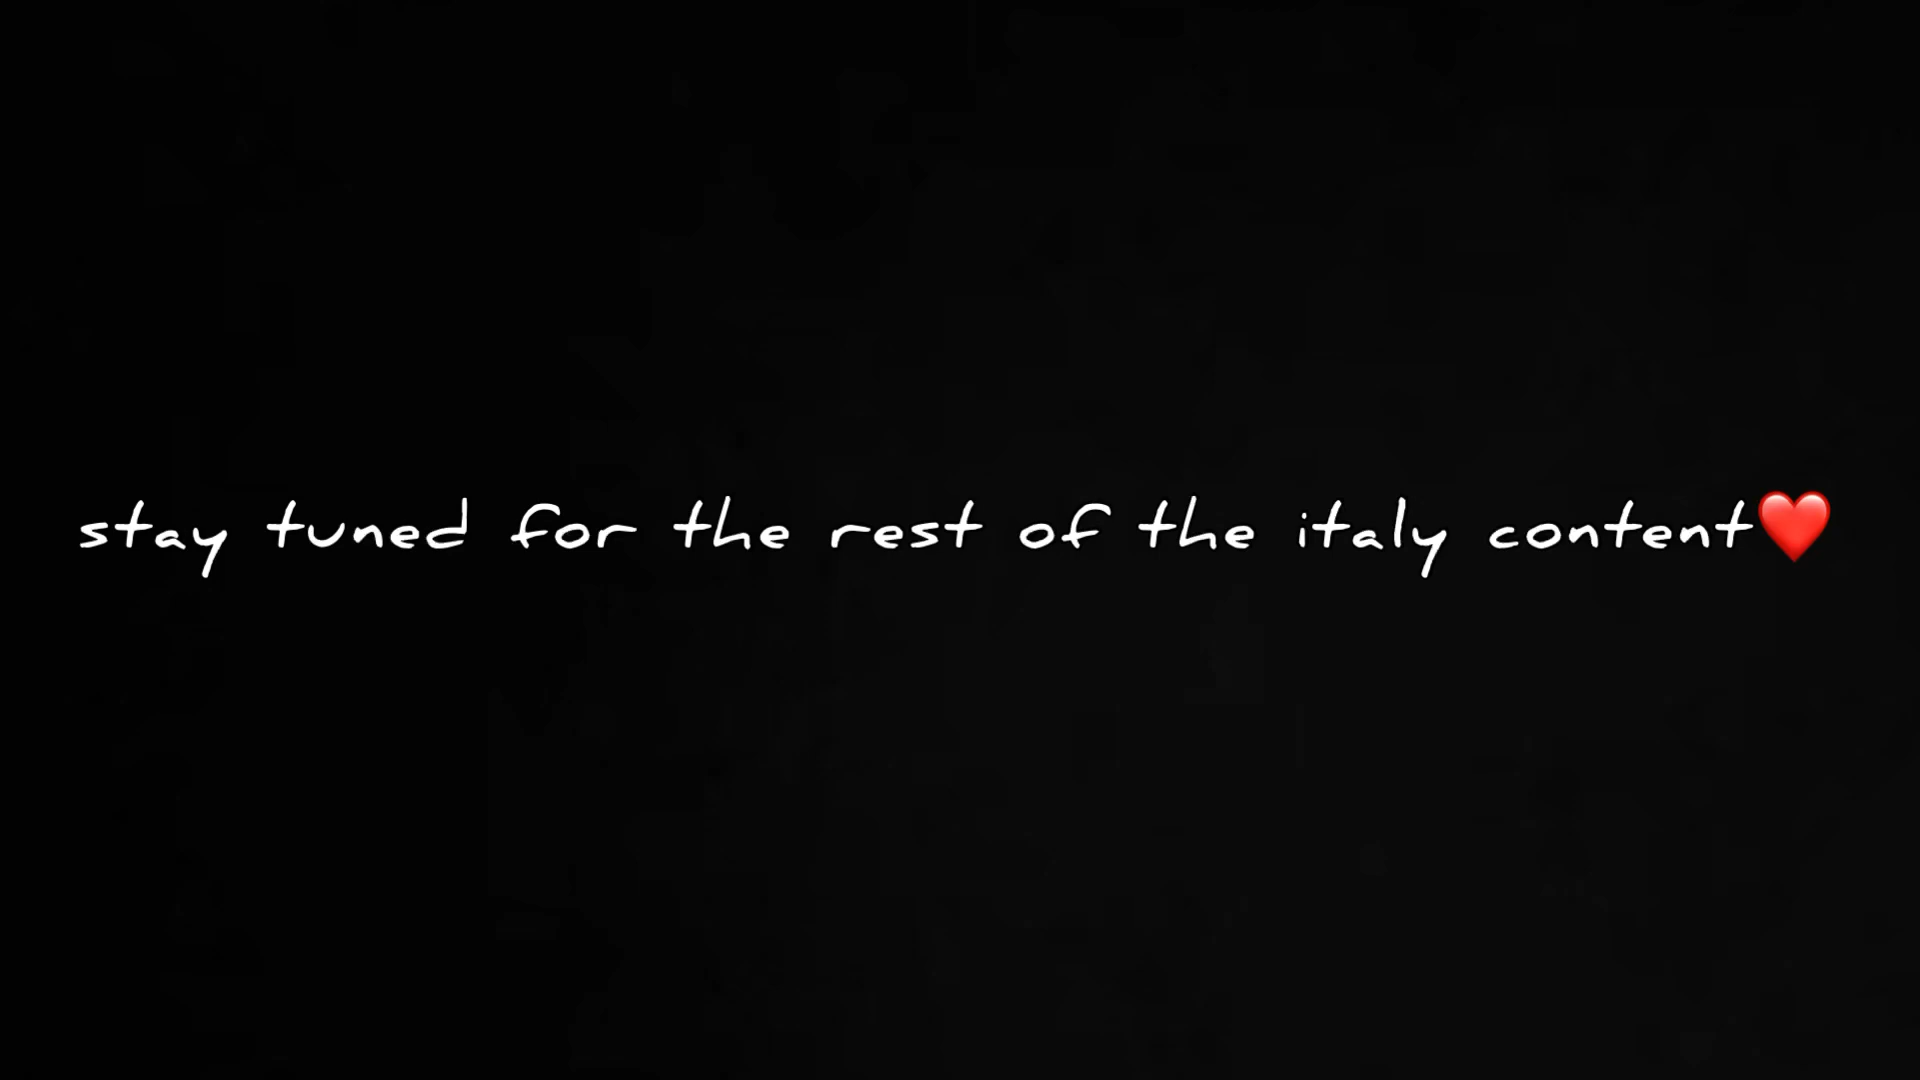 stay tuned for the rest of the italy content❤️